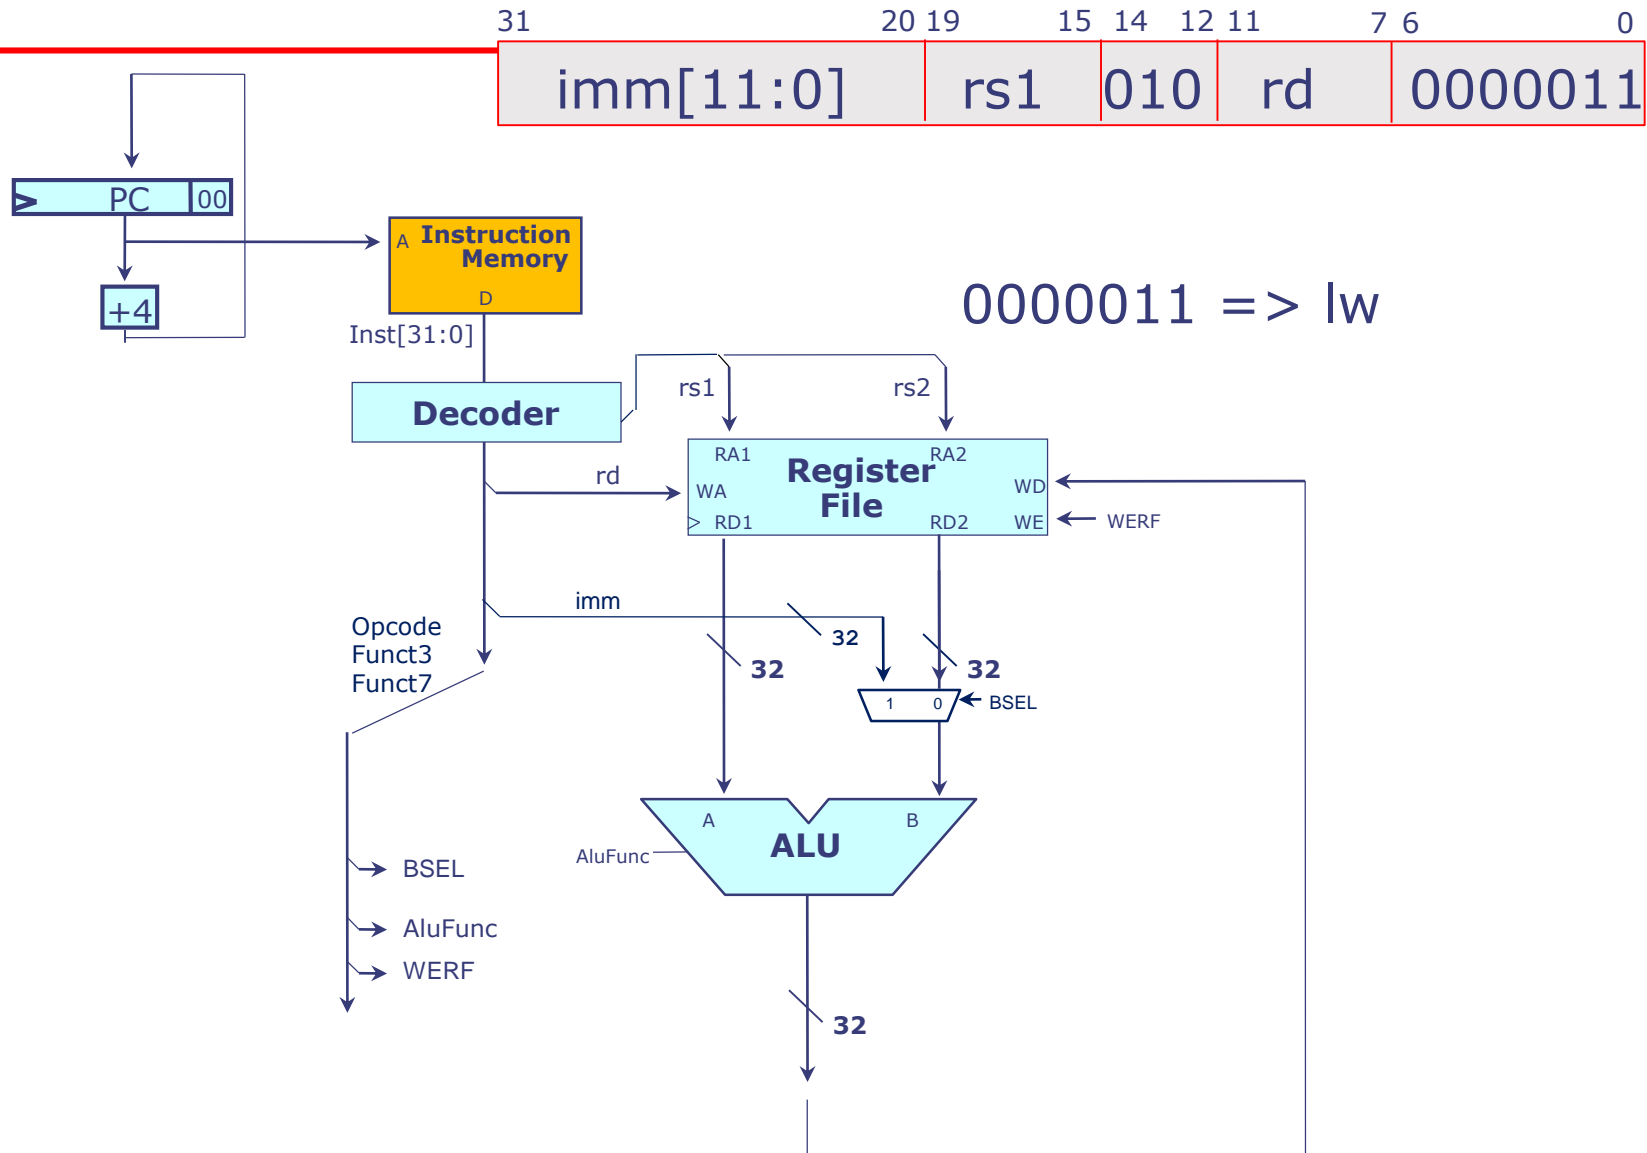 31 20 19 15 14 12 11 7 6 0
imm[11:0] rs1 010 rd 0000011
PC 00
A Instruction
Memory
D
+4
Inst[31:0]
0000011 => lw
rs1 rs2
Decoder
RA1 RA2
Register
File
rd
WA WD
RD1 RD2 WE
WERF
imm
32
Opcode
Funct3
Funct7
32 32
1 0 BSEL
A B
ALU
AluFunc
BSEL
AluFunc
WERF
32